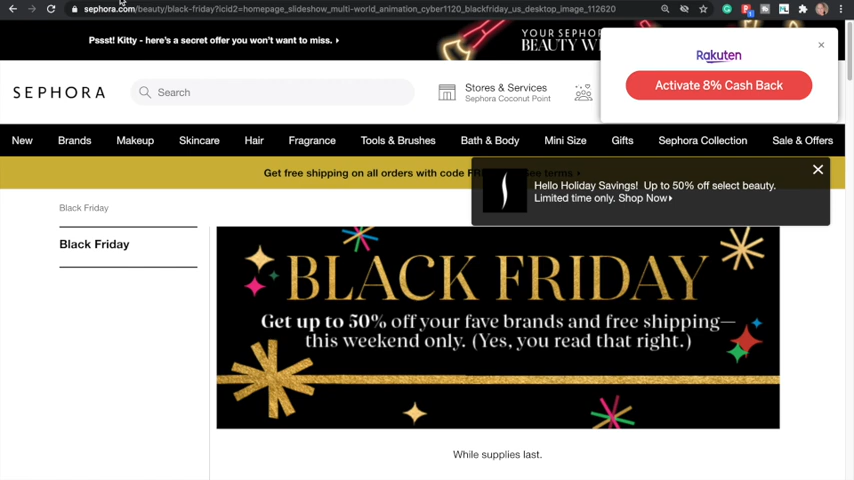 sephora.com/beauty/black-friday?icid2=homepage_slideshow_multi-world_animation_cyber1120_blackfriday_us_desktop_image_112620
Pssst! Kitty - here's a secret offer you won't want to miss.
YOUR SEPHORA
BEAUTY
Rakuten
Activate 8% Cash Back
SEPHORA
Search
Stores & Services
Sephora Coconut Point
New
Brands
Makeup
Skincare
Hair
Fragrance
Tools & Brushes
Bath & Body
Mini Size
Gifts
Sephora Collection
Sale & Offers
Get free shipping on all orders with code
See terms
Hello Holiday Savings! Up to 50% off select beauty.
Limited time only. Shop Now
Black Friday
Black Friday
BLACK FRIDAY
Get up to 50% off your fave brands and free shipping—
this weekend only. (Yes, you read that right.)
While supplies last.